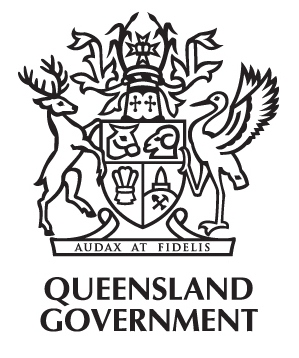 AUDAX AT FIDELIS
QUEENSLAND
GOVERNMENT